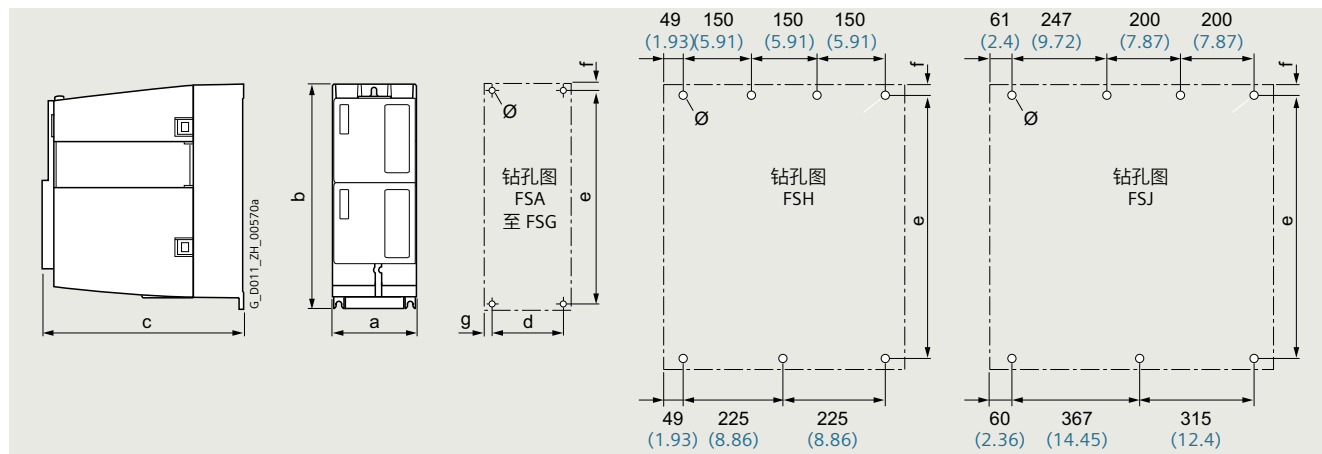 49 150 150 150
(1.93) (5.91) (5.91) (5.91)
61 247 200 200
(2.4) (9.72) (7.87) (7.87)
f
f
f
Ø
Ø
Ø
b
e
e
e
钻孔图
FSA
至 FSG
钻孔图
FSH
钻孔图
FSJ
G_D011_ZH_00570a
c
a
g
d
49 225 225
(1.93) (8.86) (8.86)
60 367 315
(2.36) (14.45) (12.4)